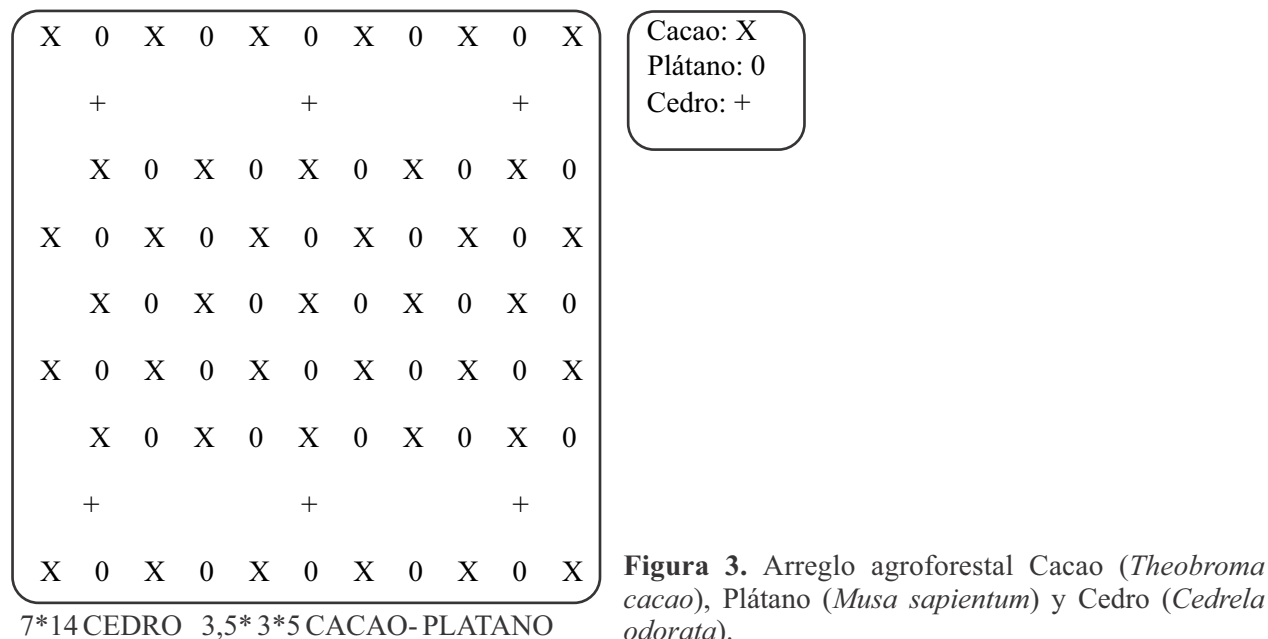 X 0 X 0 X 0 X 0 X 0 X
+ + +
X 0 X 0 X 0 X 0 X 0
X 0 X 0 X 0 X 0 X 0 X
X 0 X 0 X 0 X 0 X 0
X 0 X 0 X 0 X 0 X 0 X
X 0 X 0 X 0 X 0 X 0
+ + +
X 0 X 0 X 0 X 0 X 0 X
7*14 CEDRO 3,5* 3*5 CACAO- PLATANO
Cacao: X
Plátano: 0
Cedro: +
Figura 3. Arreglo agroforestal Cacao (Theobroma
cacao), Plátano (Musa sapientum) y Cedro (Cedrela
odorata).